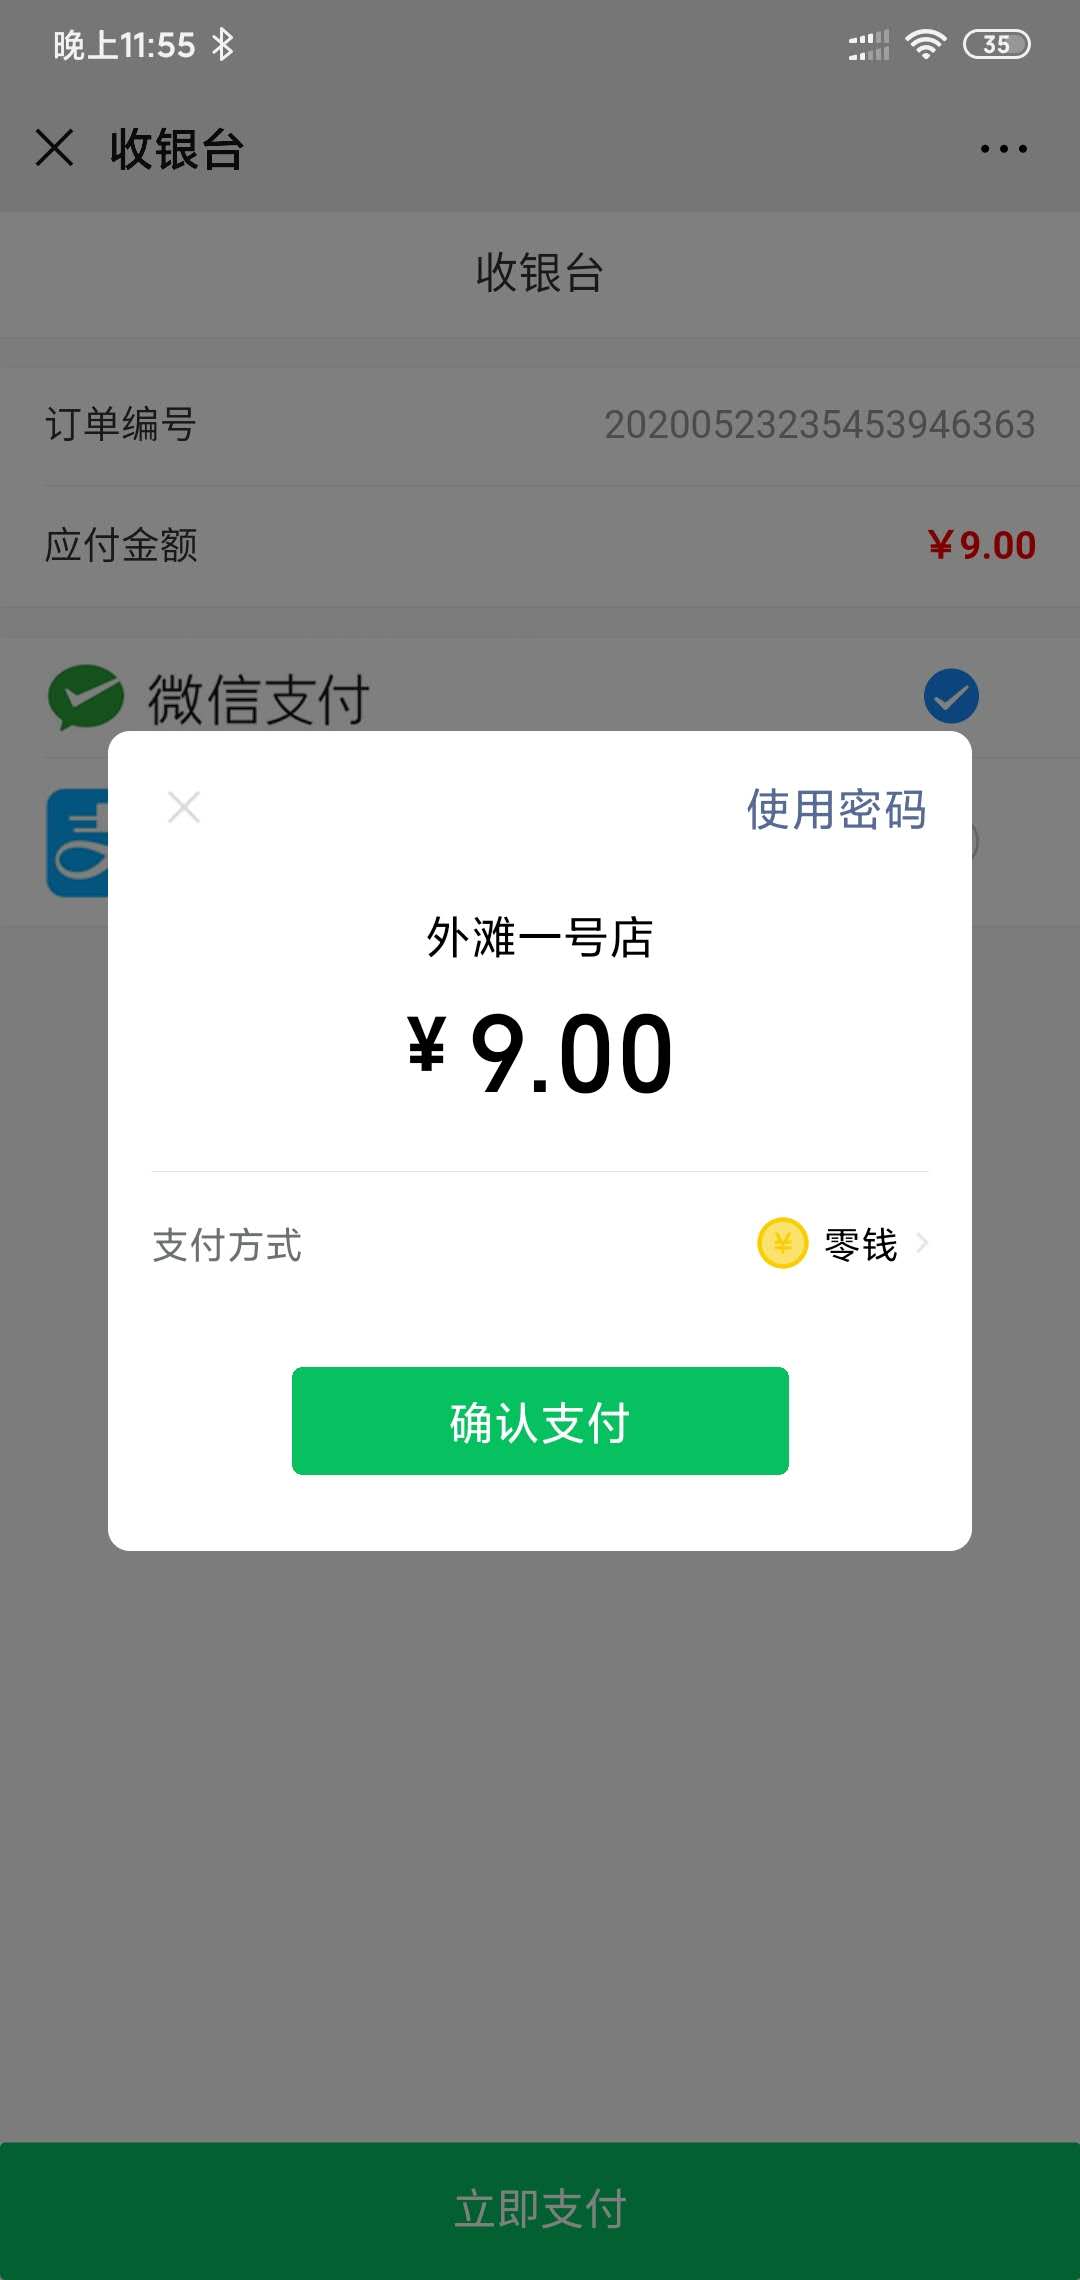 晚上11:55 35
收银台
收银台
订单编号 20200523235453946363
应付金额 ￥9.00
微信支付
使用密码
外滩一号店
¥ 9.00
支付方式 ¥ 零钱
确认支付
立即支付